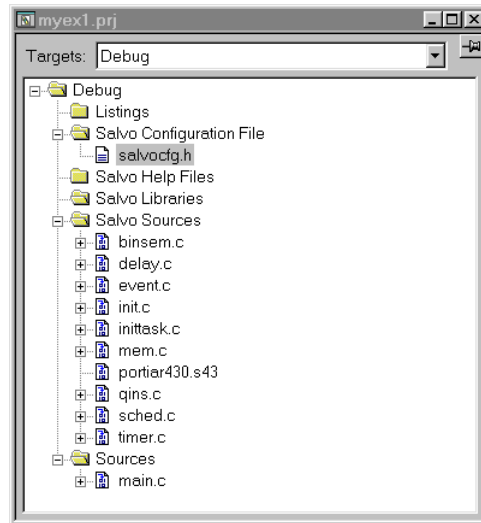 myex1.prj
Targets: Debug
Debug
Listings
Salvo Configuration File
salvocfg.h
Salvo Help Files
Salvo Libraries
Salvo Sources
binsem.c
delay.c
event.c
init.c
inittask.c
mem.c
portiar430.s43
qins.c
sched.c
timer.c
Sources
main.c